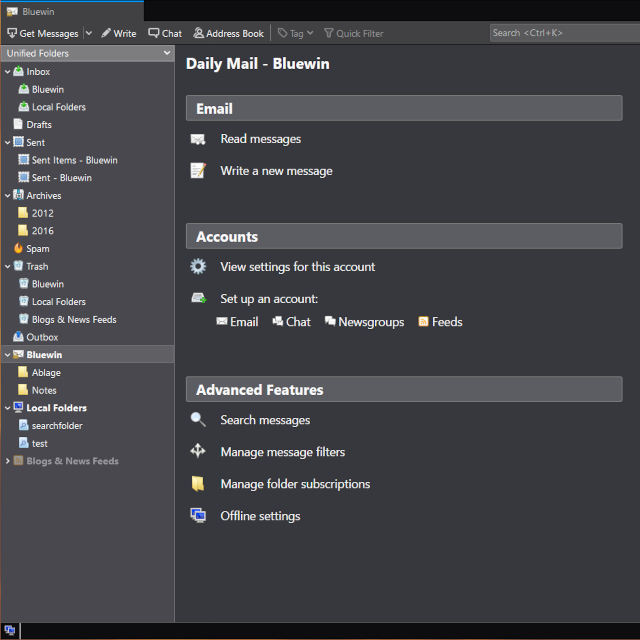 Bluewin
Get Messages Write Chat Address Book Tag Quick Filter Search <Ctrl+K>
Unified Folders
Inbox
Bluewin
Local Folders
Drafts
Sent
Sent Items - Bluewin
Sent - Bluewin
Archives
2012
2016
Spam
Trash
Bluewin
Local Folders
Blogs & News Feeds
Outbox
Bluewin
Ablage
Notes
Local Folders
searchfolder
test
Blogs & News Feeds
Daily Mail - Bluewin
Email
Read messages
Write a new message
Accounts
View settings for this account
Set up an account:
Email Chat Newsgroups Feeds
Advanced Features
Search messages
Manage message filters
Manage folder subscriptions
Offline settings